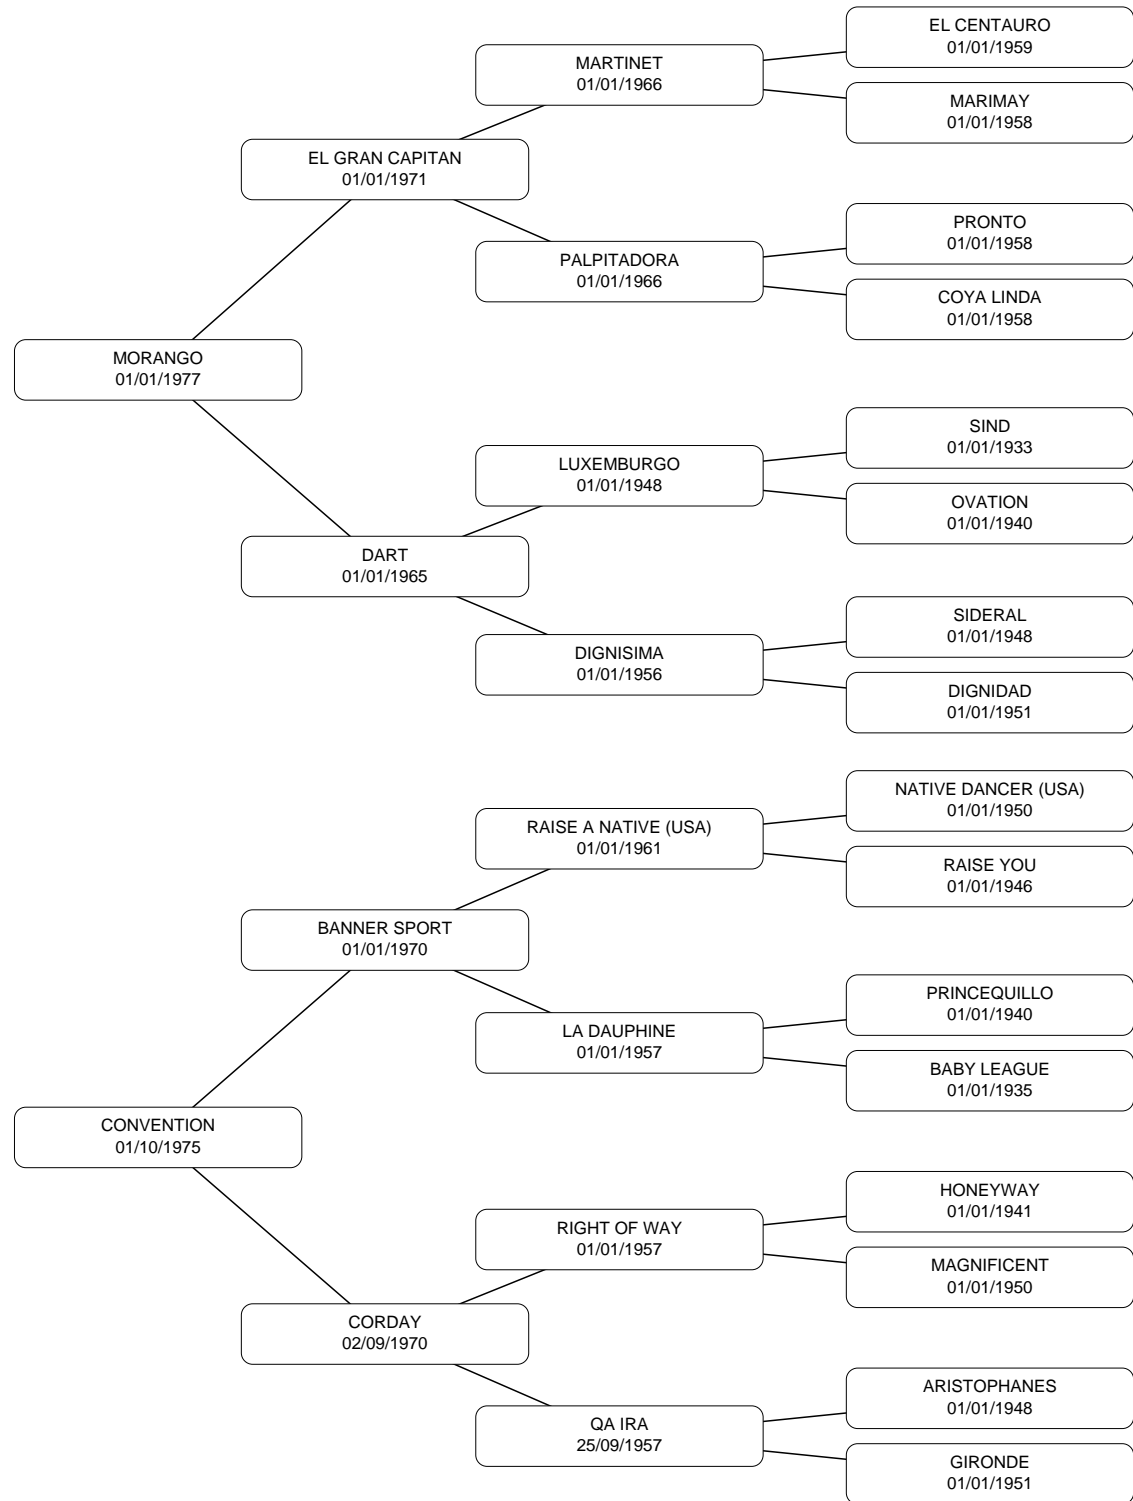 EL CENTAURO
01/01/1959
MARTINET
01/01/1966
MARIMAY
01/01/1958
EL GRAN CAPITAN
01/01/1971
PRONTO
01/01/1958
PALPITADORA
01/01/1966
COYA LINDA
01/01/1958
MORANGO
01/01/1977
SIND
01/01/1933
LUXEMBURGO
01/01/1948
OVATION
01/01/1940
DART
01/01/1965
SIDERAL
01/01/1948
DIGNISIMA
01/01/1956
DIGNIDAD
01/01/1951
NATIVE DANCER (USA)
01/01/1950
RAISE A NATIVE (USA)
01/01/1961
RAISE YOU
01/01/1946
BANNER SPORT
01/01/1970
PRINCEQUILLO
01/01/1940
LA DAUPHINE
01/01/1957
BABY LEAGUE
01/01/1935
CONVENTION
01/10/1975
HONEYWAY
01/01/1941
RIGHT OF WAY
01/01/1957
MAGNIFICENT
01/01/1950
CORDAY
02/09/1970
ARISTOPHANES
01/01/1948
QA IRA
25/09/1957
GIRONDE
01/01/1951